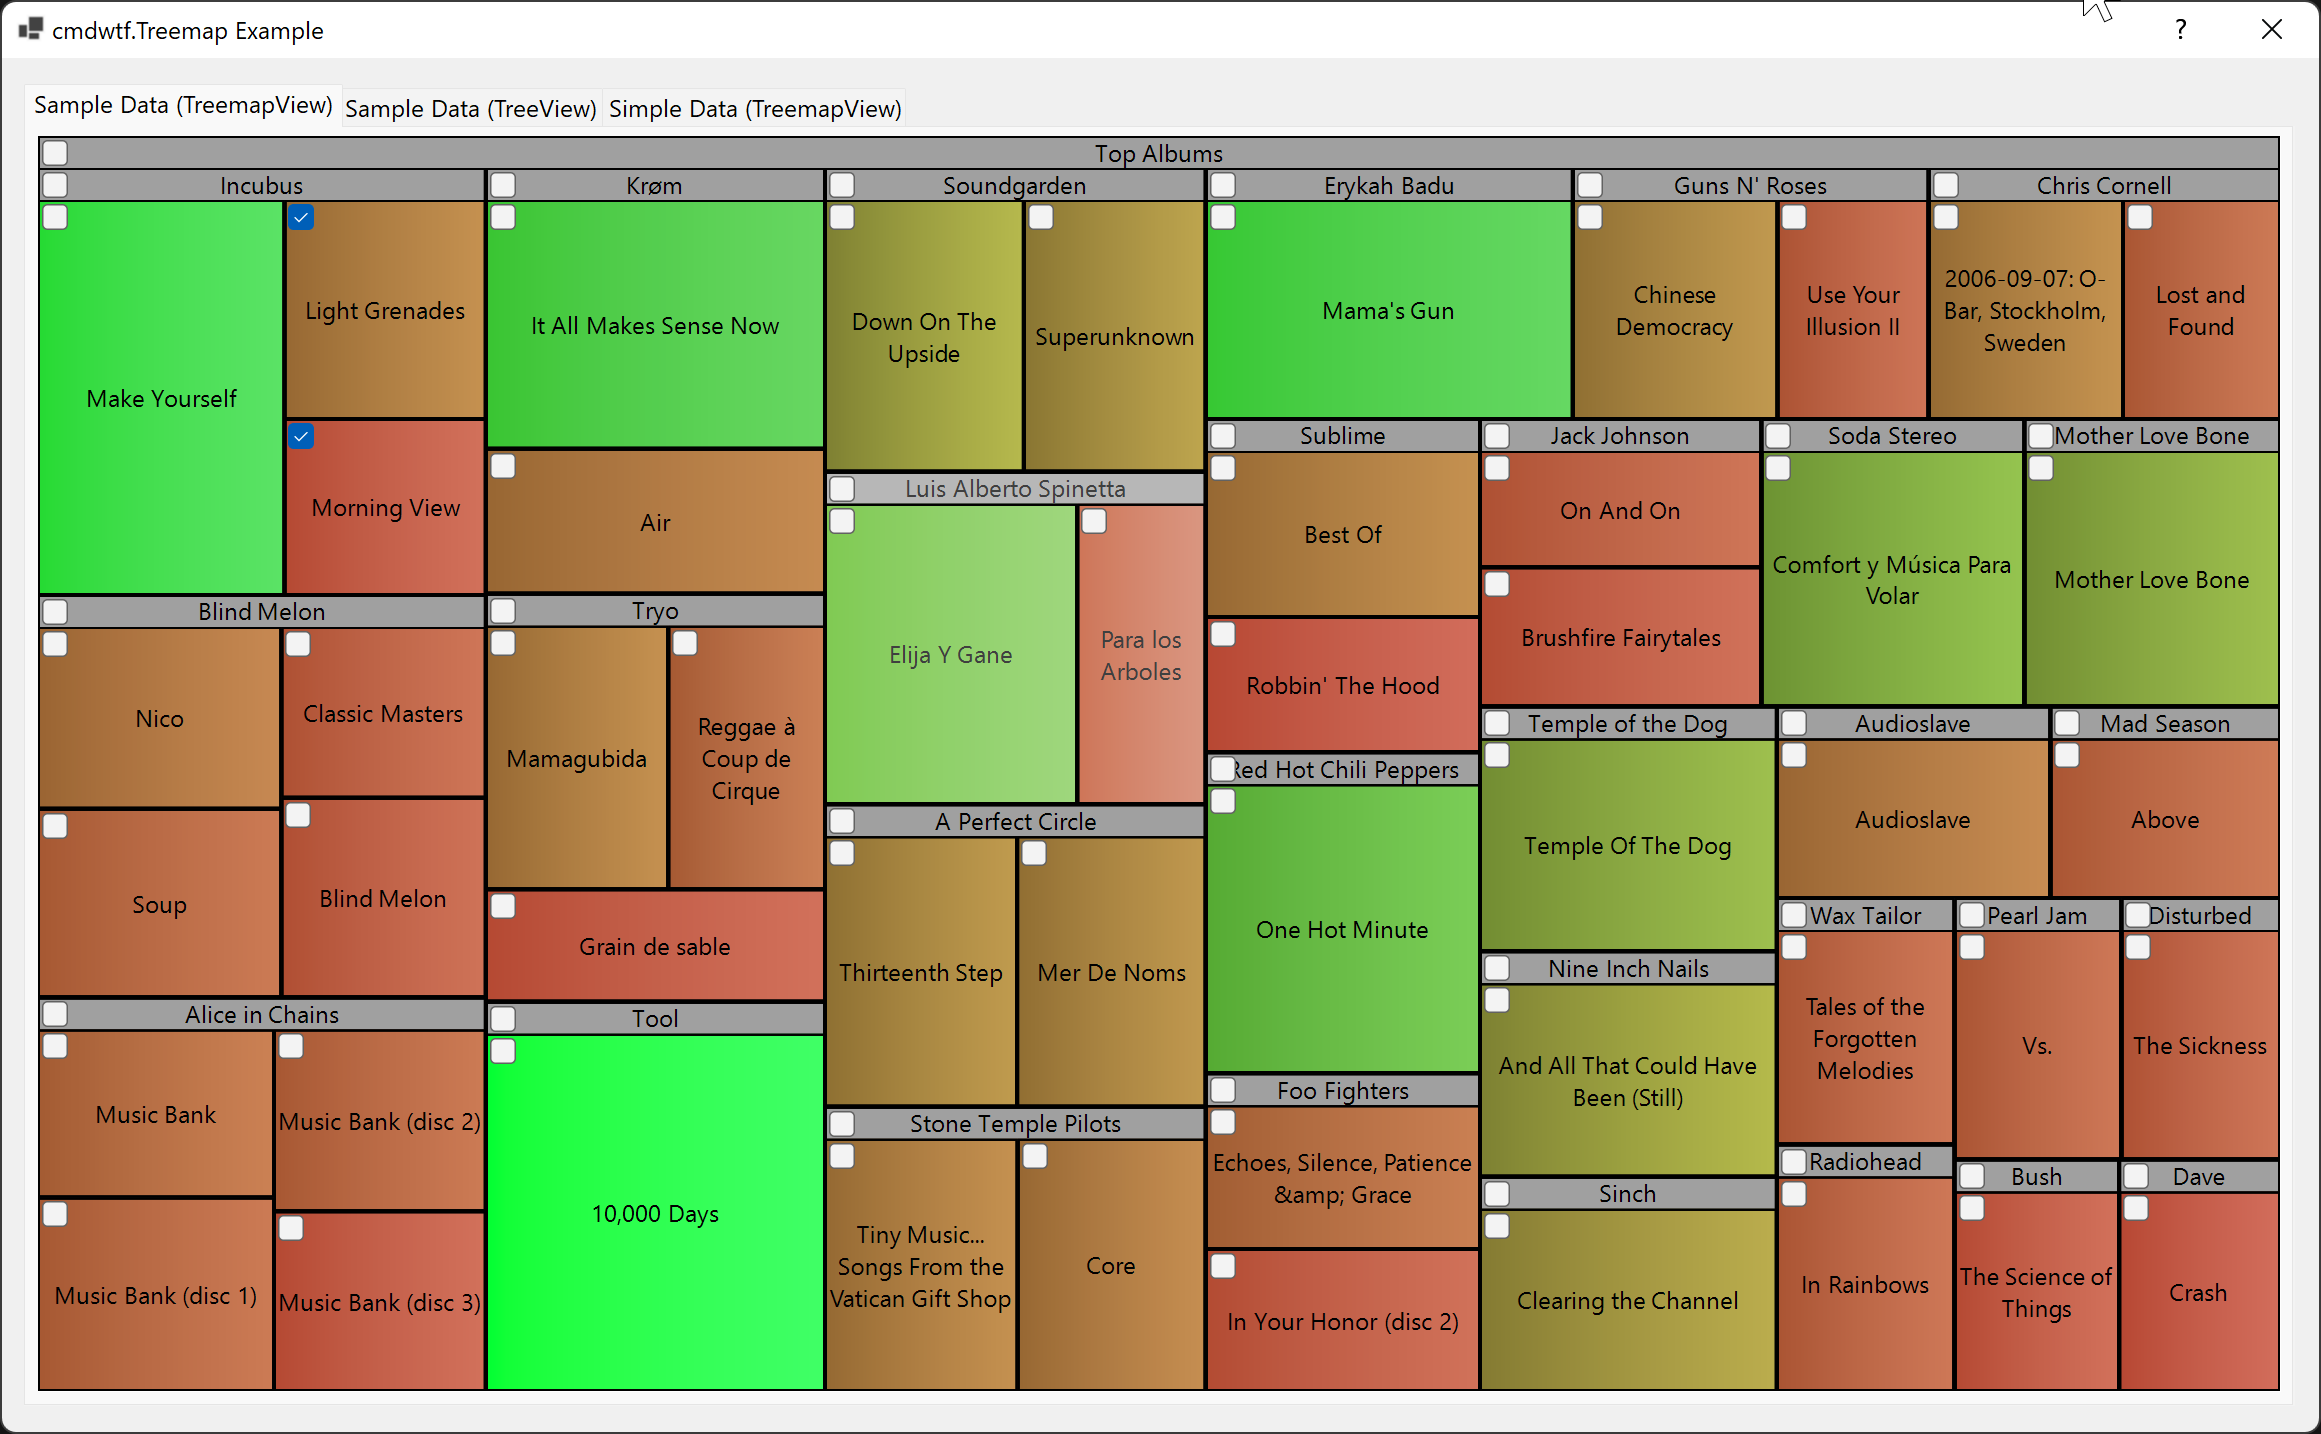 cmdwtf.Treemap Example
?
Sample Data (TreemapView)
Sample Data (TreeView)
Simple Data (TreemapView)
Top Albums
Incubus
Make Yourself
Light Grenades
Morning View
Blind Melon
Nico
Classic Masters
Soup
Blind Melon
Alice in Chains
Music Bank
Music Bank (disc 2)
Music Bank (disc 1)
Music Bank (disc 3)
Krøm
It All Makes Sense Now
Air
Tryo
Mamagubida
Reggae à
Coup de
Cirque
Grain de sable
Tool
10,000 Days
Soundgarden
Down On The
Upside
Superunknown
Luis Alberto Spinetta
Elija Y Gane
Para los
Arboles
A Perfect Circle
Thirteenth Step
Mer De Noms
Stone Temple Pilots
Tiny Music...
Songs From the
Vatican Gift Shop
Core
Erykah Badu
Mama's Gun
Guns N' Roses
Chinese
Democracy
Use Your
Illusion II
Chris Cornell
2006-09-07: O-
Bar, Stockholm,
Sweden
Lost and
Found
Sublime
Best Of
Robbin' The Hood
Red Hot Chili Peppers
One Hot Minute
Foo Fighters
Echoes, Silence, Patience
&amp; Grace
In Your Honor (disc 2)
Jack Johnson
On And On
Brushfire Fairytales
Soda Stereo
Comfort y Música Para
Volar
Mother Love Bone
Mother Love Bone
Temple of the Dog
Temple Of The Dog
Nine Inch Nails
And All That Could Have
Been (Still)
Sinch
Clearing the Channel
Audioslave
Audioslave
Mad Season
Above
Wax Tailor
Tales of the
Forgotten
Melodies
Pearl Jam
Vs.
Disturbed
The Sickness
Radiohead
In Rainbows
Bush
The Science of
Things
Dave
Crash